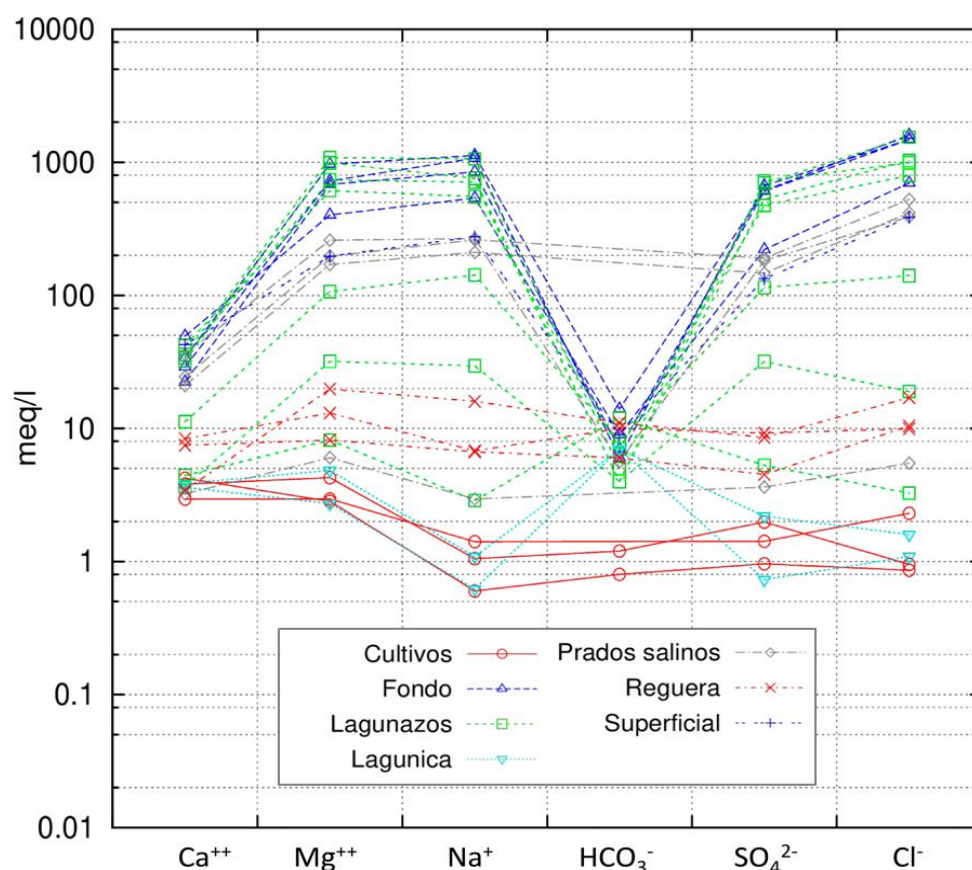 10000
1000
100
10
1
0.1
0.01
meq/l
Cultivos
Fondo
Lagunazos
Lagunica
Prados salinos
Reguera
Superficial
Ca⁺⁺ Mg⁺⁺ Na⁺ HCO₃⁻ SO₄²⁻ Cl⁻